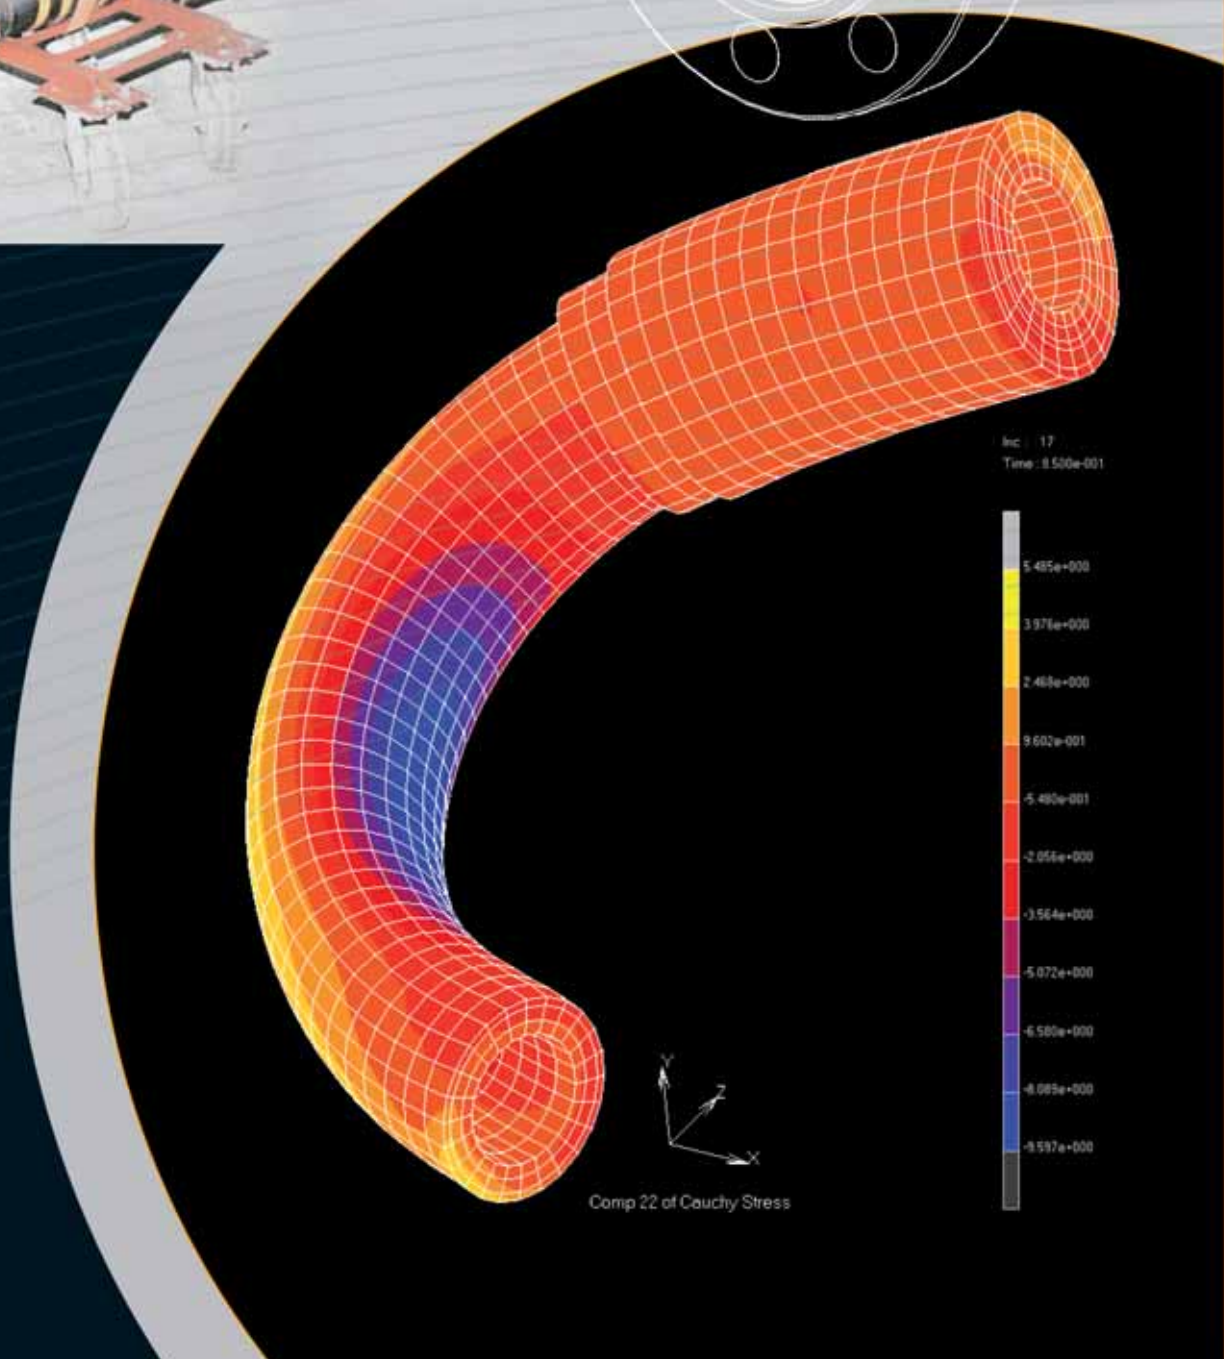 Inc : 17
Time : 8.500e-001
5.485e+000
3.976e+000
2.468e+000
9.602e-001
-5.480e-001
-2.056e+000
-3.564e+000
-5.072e+000
-6.580e+000
-8.089e+000
-9.597e+000
Y
Z
X
Comp 22 of Cauchy Stress